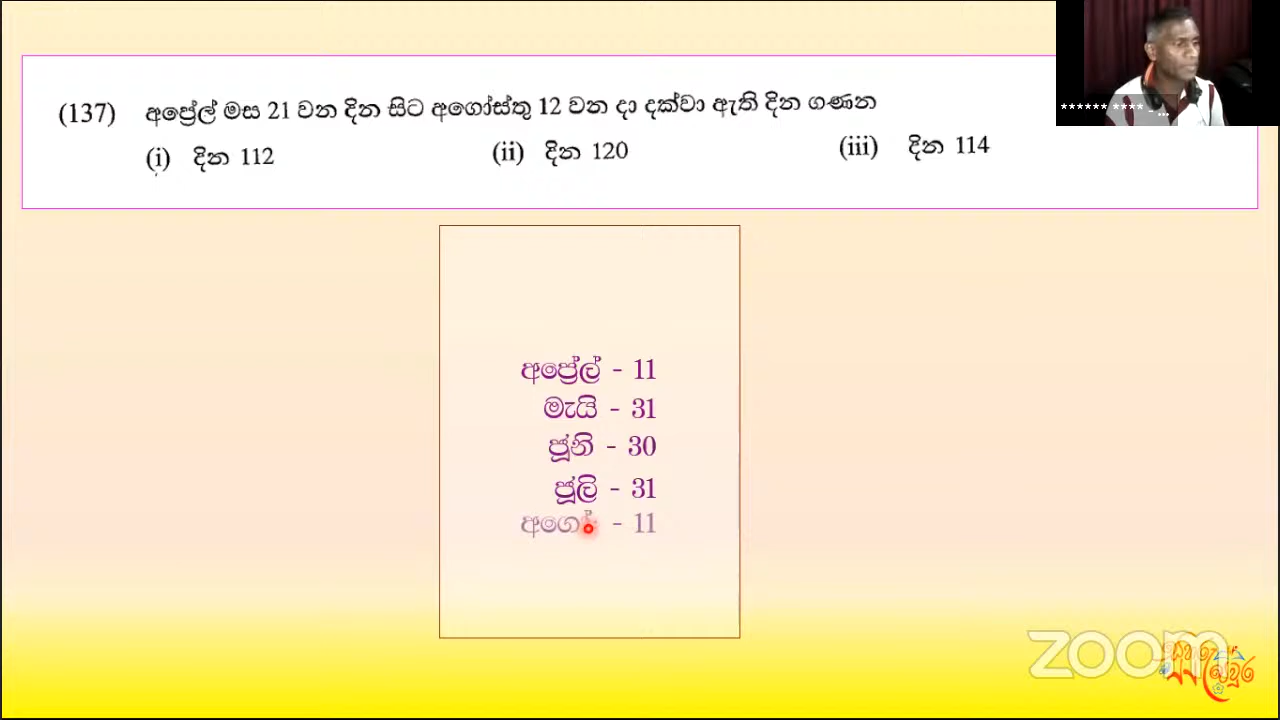 ****** **** - ...
(137) අප්‍රේල් මස 21 වන දින සිට අගෝස්තු 12 වන දා දක්වා ඇති දින ගණන
(i) දින 112 (ii) දින 120 (iii) දින 114
අප්‍රේල් - 11
මැයි - 31
ජූනි - 30
ජූලි - 31
අගෝ - 11
zoom